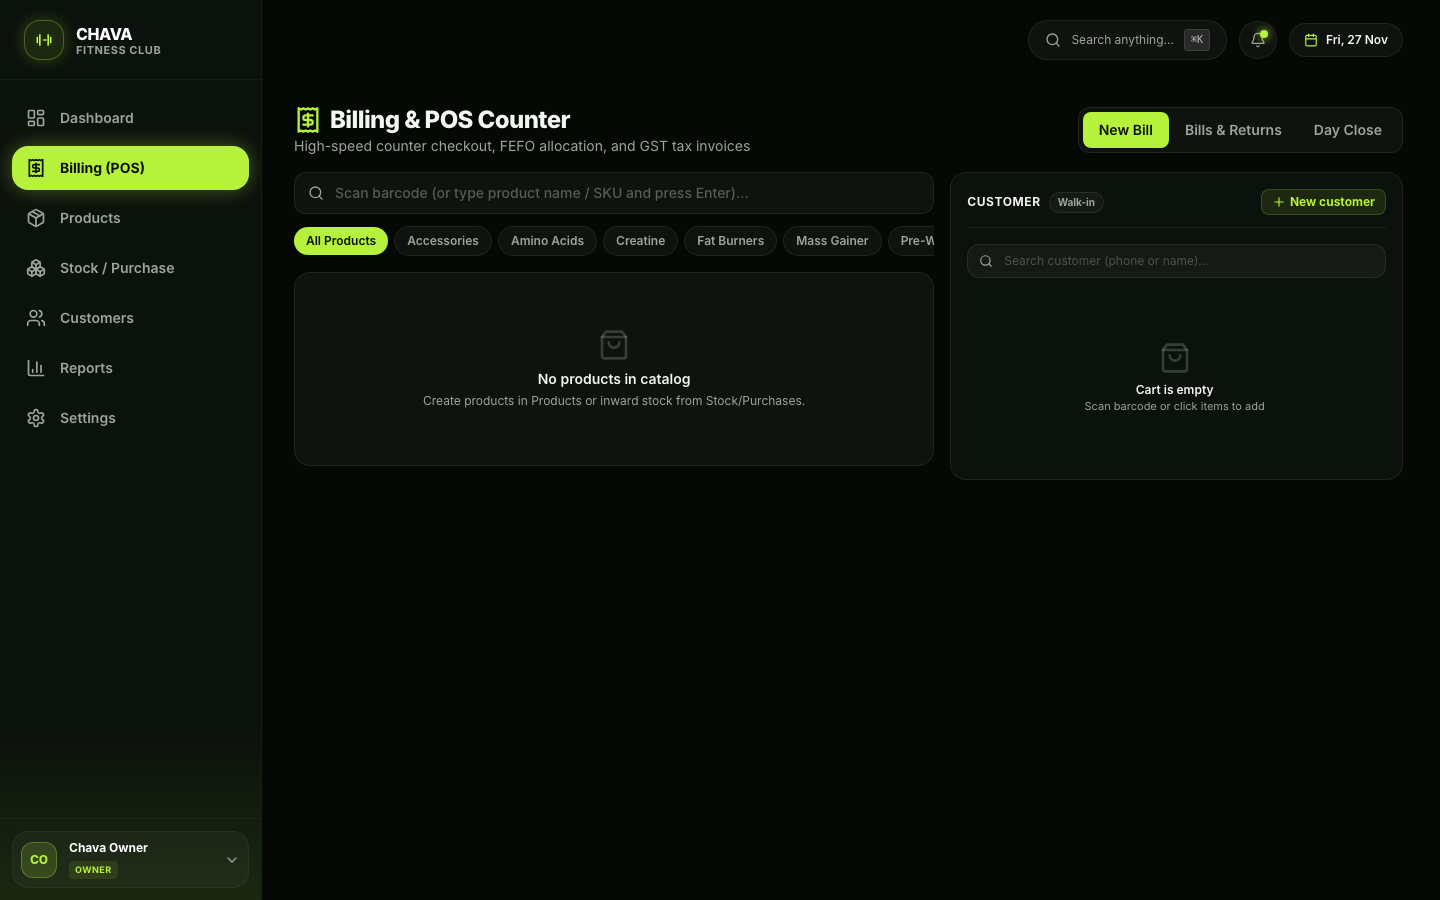 CHAVA
FITNESS CLUB
Search anything...
⌘K
Fri, 27 Nov
Dashboard
Billing (POS)
Products
Stock / Purchase
Customers
Reports
Settings
Chava Owner
CO
OWNER
Billing & POS Counter
High-speed counter checkout, FEFO allocation, and GST tax invoices
New Bill
Bills & Returns
Day Close
Scan barcode (or type product name / SKU and press Enter)...
All Products
Accessories
Amino Acids
Creatine
Fat Burners
Mass Gainer
Pre-W
No products in catalog
Create products in Products or inward stock from Stock/Purchases.
CUSTOMER
Walk-in
New customer
Search customer (phone or name)...
Cart is empty
Scan barcode or click items to add